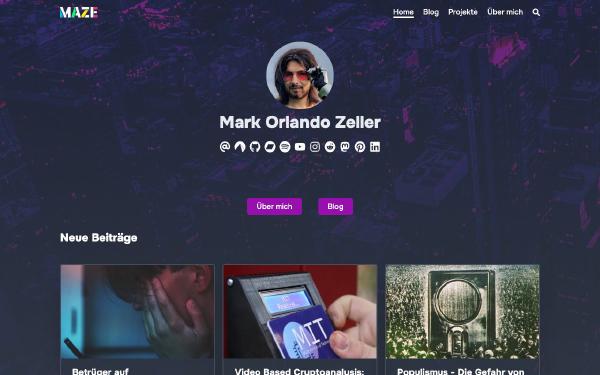 MAZE
Home Blog Projekte Über mich
Mark Orlando Zeller
Über mich Blog
Neue Beiträge
MIT
Betrüger auf
Video Based Cryptoanalysis:
Populismus - Die Gefahr von